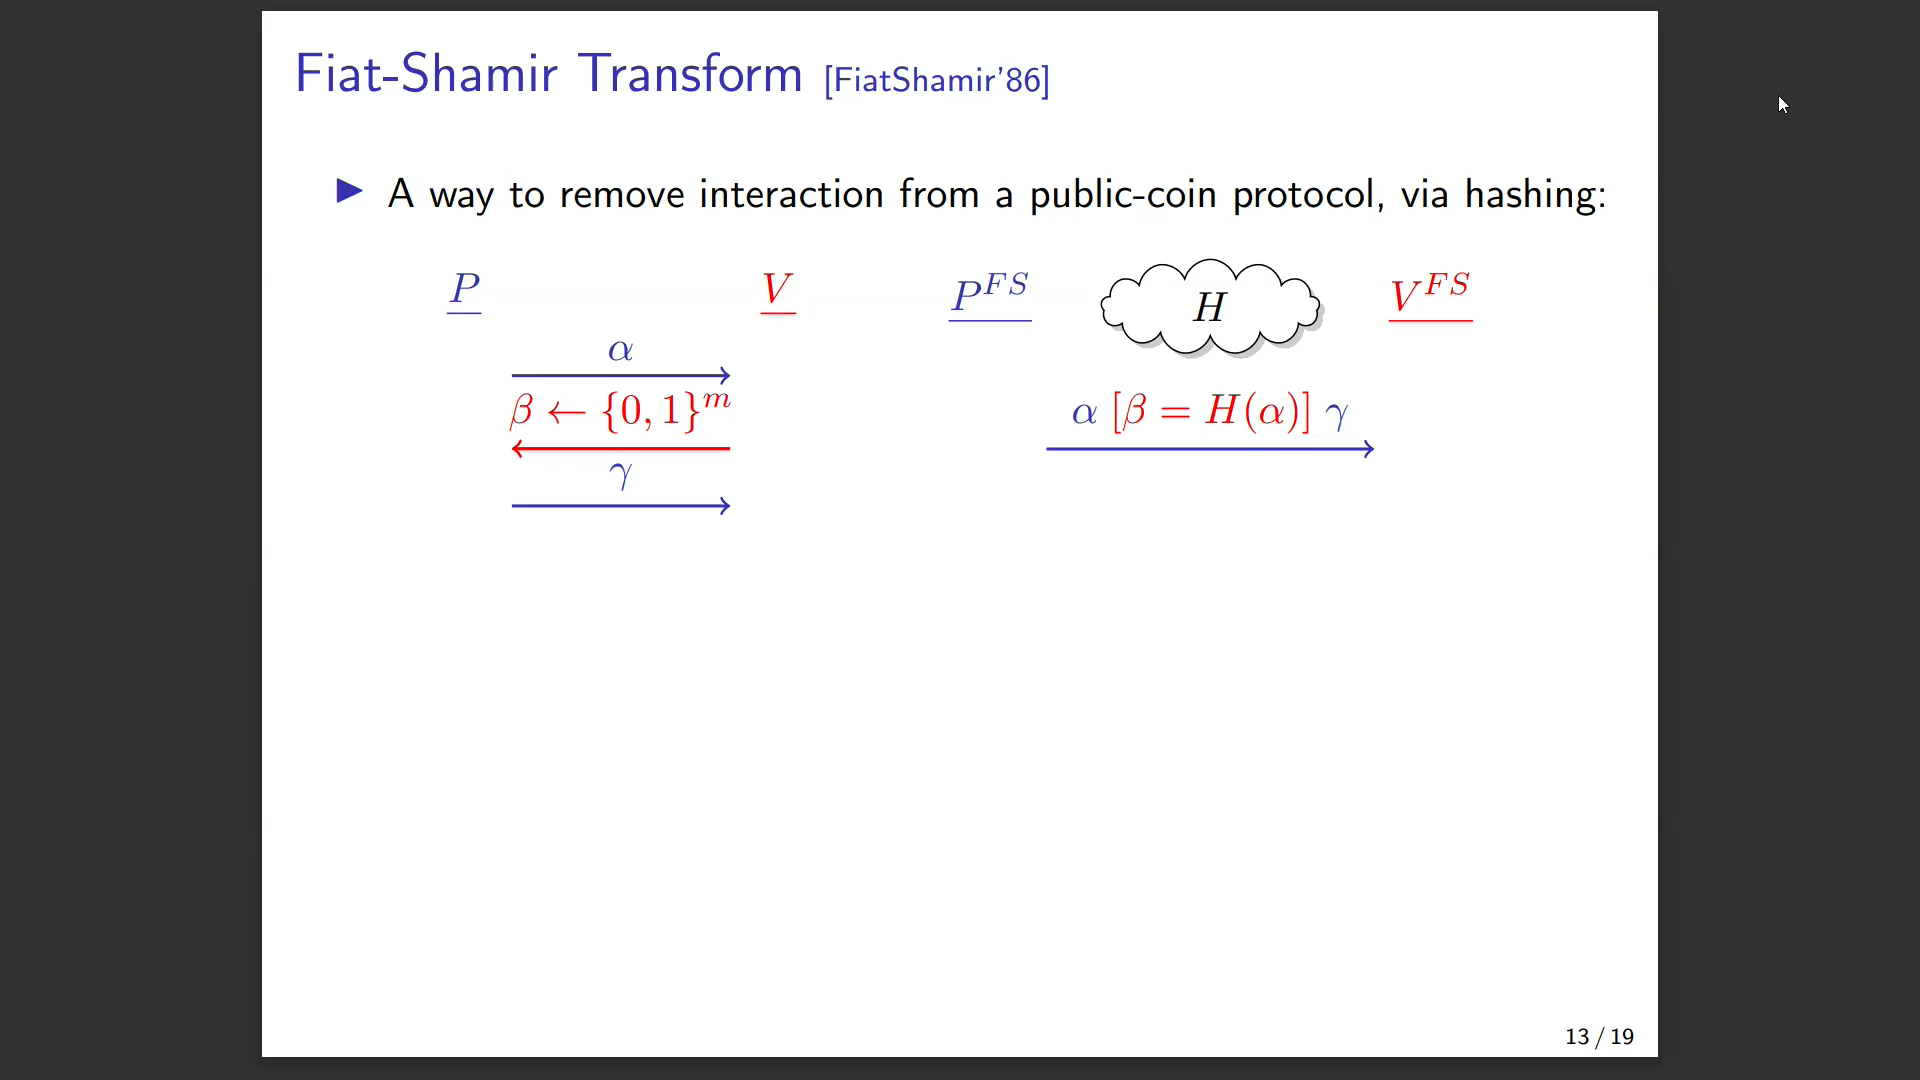 Fiat-Shamir Transform [FiatShamir'86]
▶ A way to remove interaction from a public-coin protocol, via hashing:
P V P^{FS} H V^{FS}
α
β ← {0, 1}^m α [β = H(α)] γ
γ
13 / 19